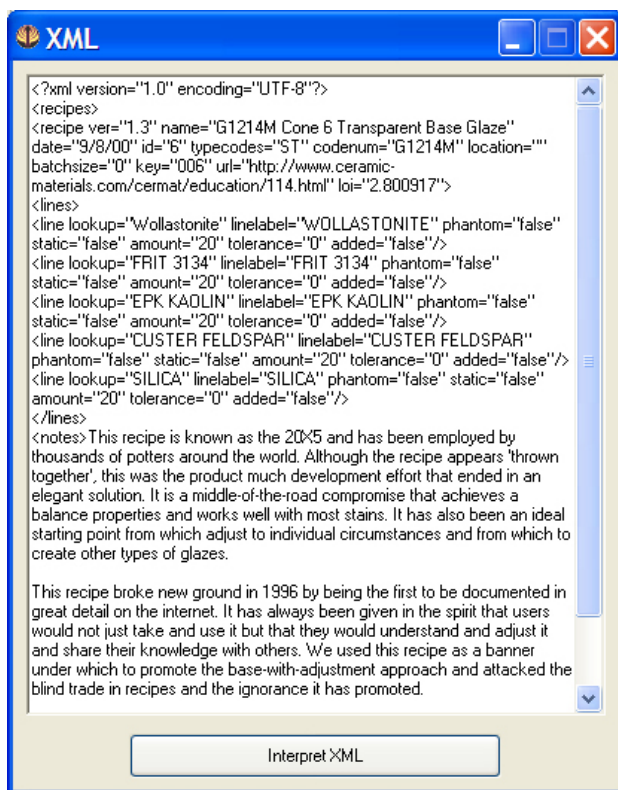 XML
<?xml version="1.0" encoding="UTF-8"?>
<recipes>
<recipe ver="1.3" name="G1214M Cone 6 Transparent Base Glaze"
date="9/8/00" id="6" typecodes="ST" codenum="G1214M" location=""
batchsize="0" key="006" url="http://www.ceramic-
materials.com/cermat/education/114.html" loi="2.800917">
<lines>
<line lookup="Wollastonite" linelabel="WOLLASTONITE" phantom="false"
static="false" amount="20" tolerance="0" added="false"/>
<line lookup="FRIT 3134" linelabel="FRIT 3134" phantom="false"
static="false" amount="20" tolerance="0" added="false"/>
<line lookup="EPK KAOLIN" linelabel="EPK KAOLIN" phantom="false"
static="false" amount="20" tolerance="0" added="false"/>
<line lookup="CUSTER FELDSPAR" linelabel="CUSTER FELDSPAR"
phantom="false" static="false" amount="20" tolerance="0" added="false"/>
<line lookup="SILICA" linelabel="SILICA" phantom="false" static="false"
amount="20" tolerance="0" added="false"/>
</lines>
<notes>This recipe is known as the 20X5 and has been employed by
thousands of potters around the world. Although the recipe appears 'thrown
together', this was the product much development effort that ended in an
elegant solution. It is a middle-of-the-road compromise that achieves a
balance properties and works well with most stains. It has also been an ideal
starting point from which adjust to individual circumstances and from which to
create other types of glazes.

This recipe broke new ground in 1996 by being the first to be documented in
great detail on the internet. It has always been given in the spirit that users
would not just take and use it but that they would understand and adjust it
and share their knowledge with others. We used this recipe as a banner
under which to promote the base-with-adjustment approach and attacked the
blind trade in recipes and the ignorance it has promoted.
Interpret XML